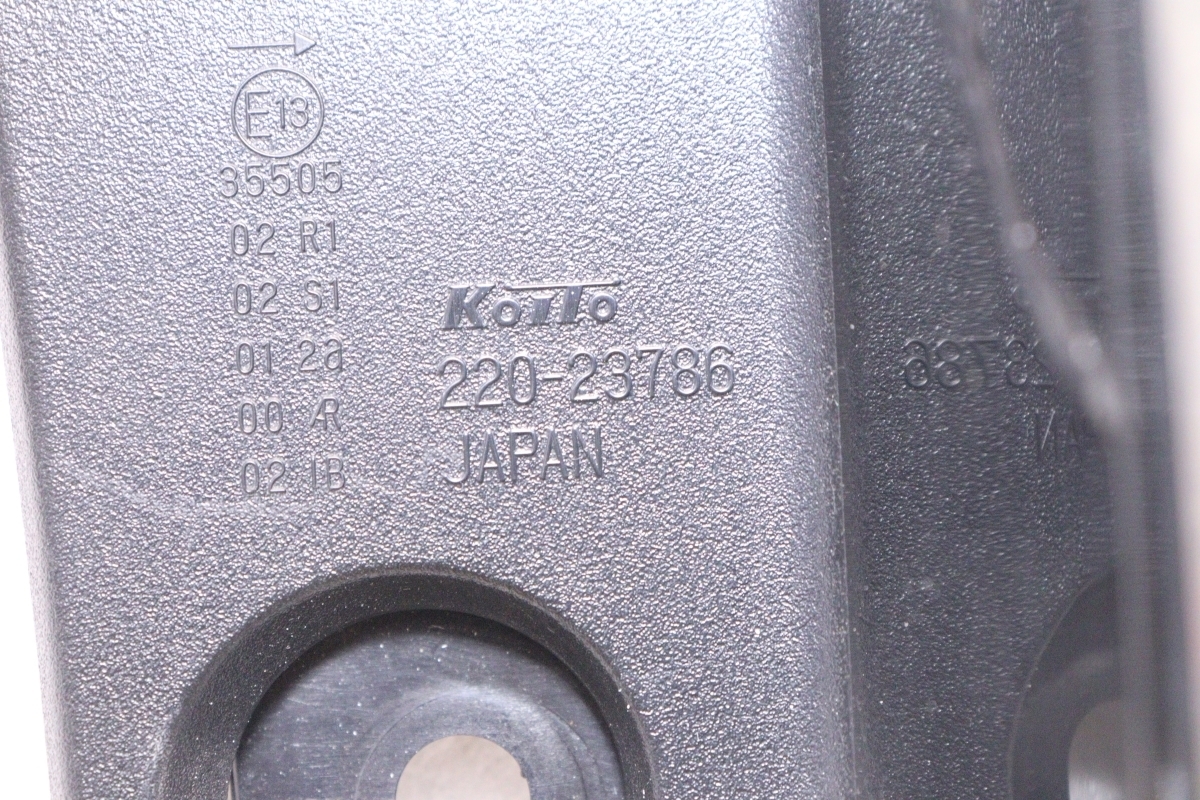 E13
35505
02 R1
02 S1
01 2a
00 AR
02 IB
KOITO
220-23786
JAPAN